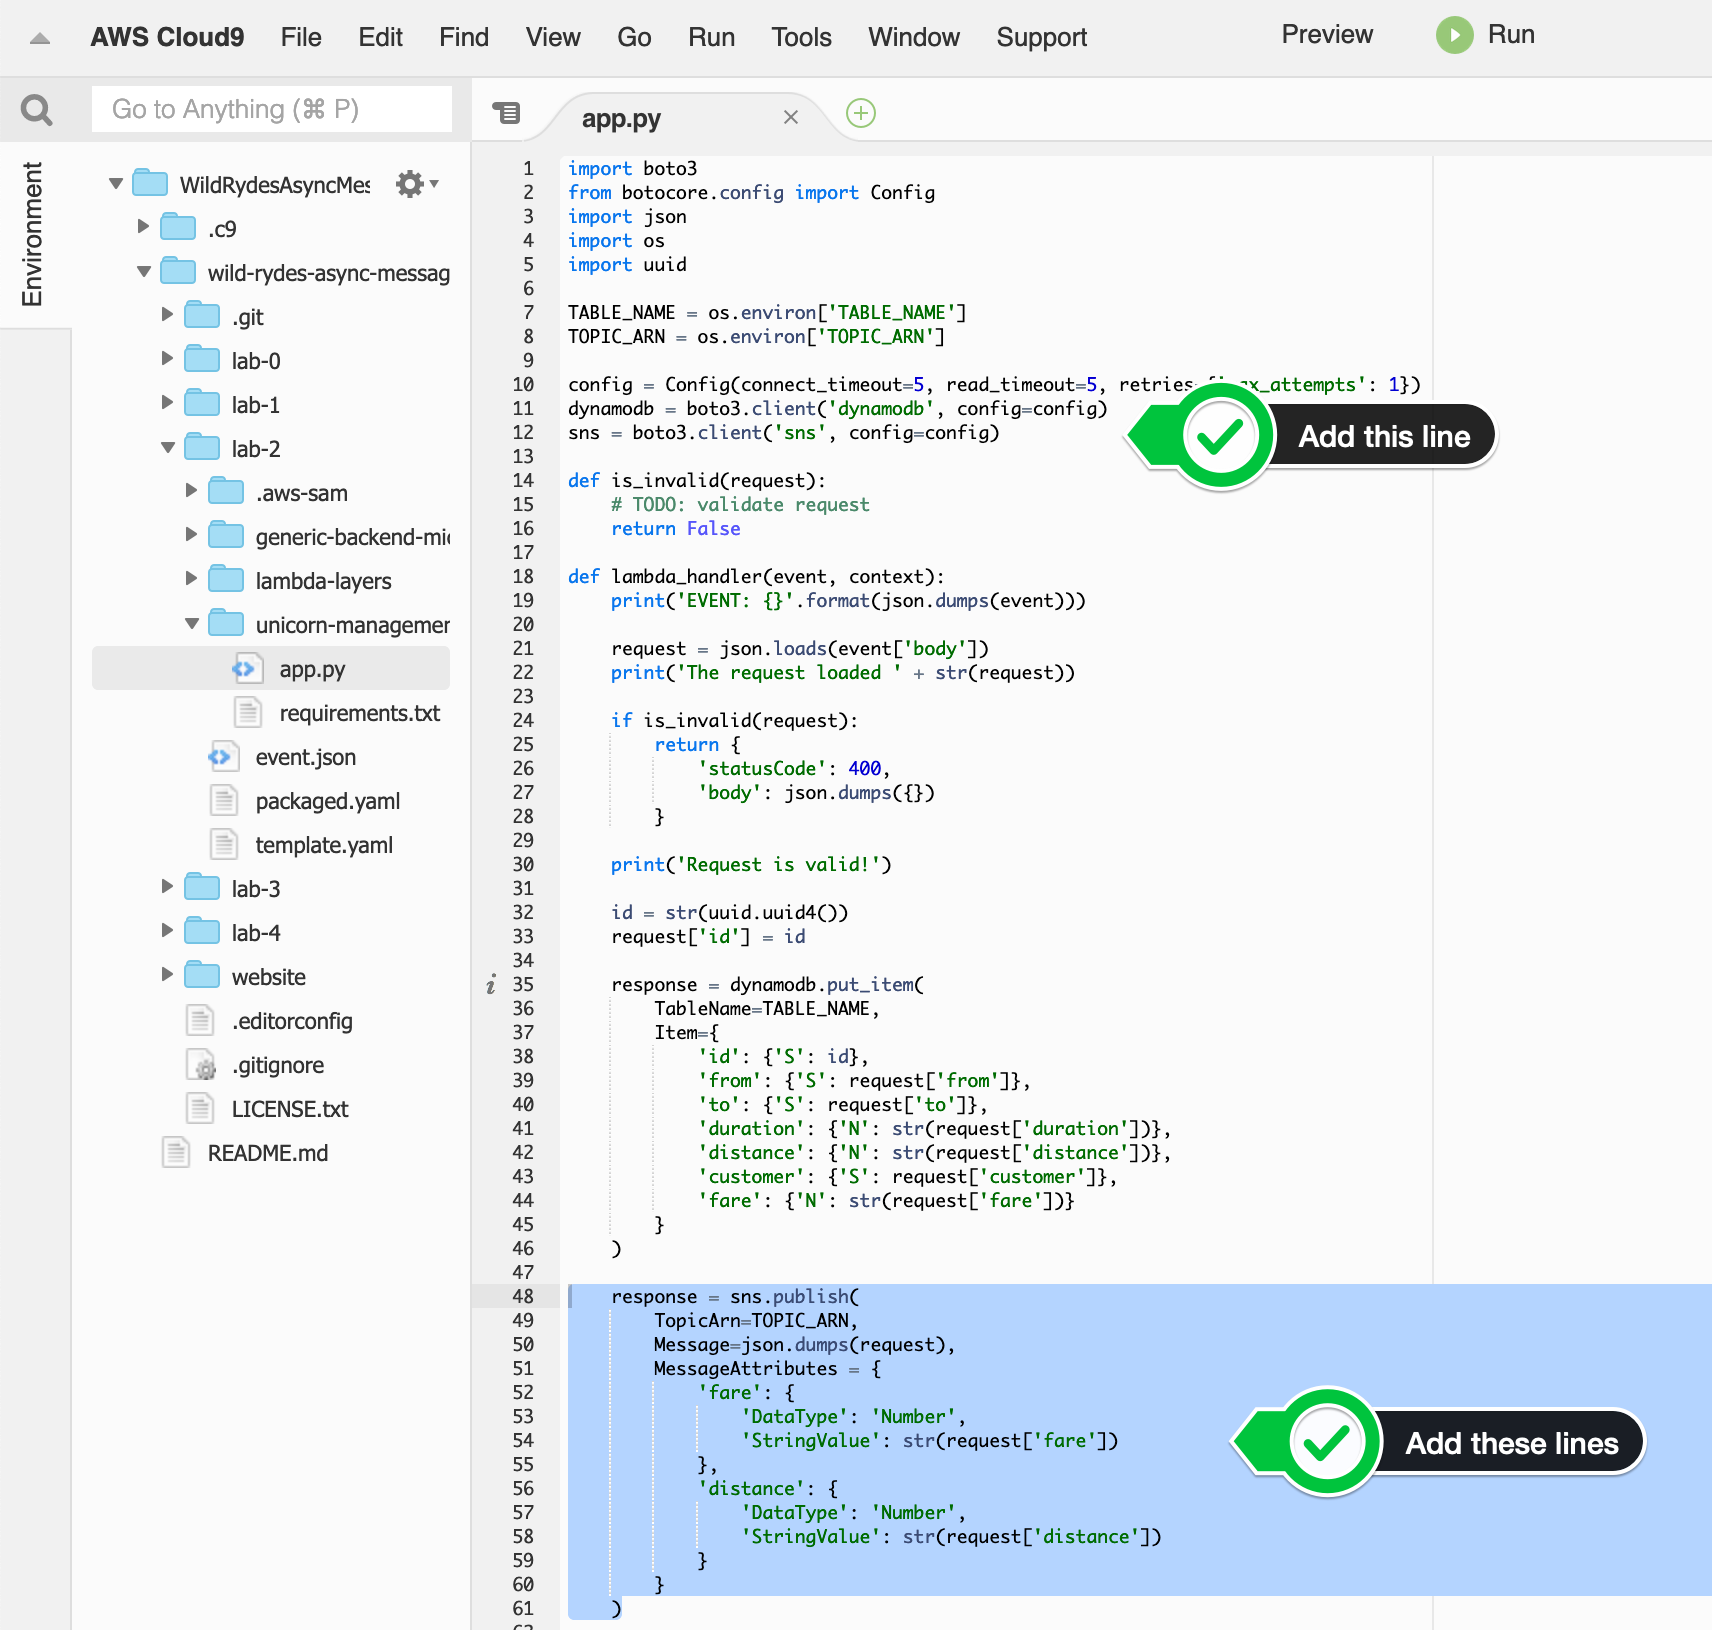 AWS Cloud9 File Edit Find View Go Run Tools Window Support Preview Run
Go to Anything (⌘ P)
app.py
Environment
WildRydesAsyncMes
.c9
wild-rydes-async-messag
.git
lab-0
lab-1
lab-2
.aws-sam
generic-backend-mi
lambda-layers
unicorn-managemen
app.py
requirements.txt
event.json
packaged.yaml
template.yaml
lab-3
lab-4
website
.editorconfig
.gitignore
LICENSE.txt
README.md
1 import boto3
2 from botocore.config import Config
3 import json
4 import os
5 import uuid
6
7 TABLE_NAME = os.environ['TABLE_NAME']
8 TOPIC_ARN = os.environ['TOPIC_ARN']
9
10 config = Config(connect_timeout=5, read_timeout=5, retries={'max_attempts': 1})
11 dynamodb = boto3.client('dynamodb', config=config)
12 sns = boto3.client('sns', config=config)
Add this line
13
14 def is_invalid(request):
15     # TODO: validate request
16     return False
17
18 def lambda_handler(event, context):
19     print('EVENT: {}'.format(json.dumps(event)))
20
21     request = json.loads(event['body'])
22     print('The request loaded ' + str(request))
23
24     if is_invalid(request):
25         return {
26             'statusCode': 400,
27             'body': json.dumps({})
28         }
29
30     print('Request is valid!')
31
32     id = str(uuid.uuid4())
33     request['id'] = id
34
i 35     response = dynamodb.put_item(
36         TableName=TABLE_NAME,
37         Item={
38             'id': {'S': id},
39             'from': {'S': request['from']},
40             'to': {'S': request['to']},
41             'duration': {'N': str(request['duration'])},
42             'distance': {'N': str(request['distance'])},
43             'customer': {'S': request['customer']},
44             'fare': {'N': str(request['fare'])}
45         }
46     )
47
48     response = sns.publish(
49         TopicArn=TOPIC_ARN,
50         Message=json.dumps(request),
51         MessageAttributes = {
52             'fare': {
53                 'DataType': 'Number',
54                 'StringValue': str(request['fare'])
55             },
56             'distance': {
57                 'DataType': 'Number',
58                 'StringValue': str(request['distance'])
59             }
60         }
61     )
Add these lines